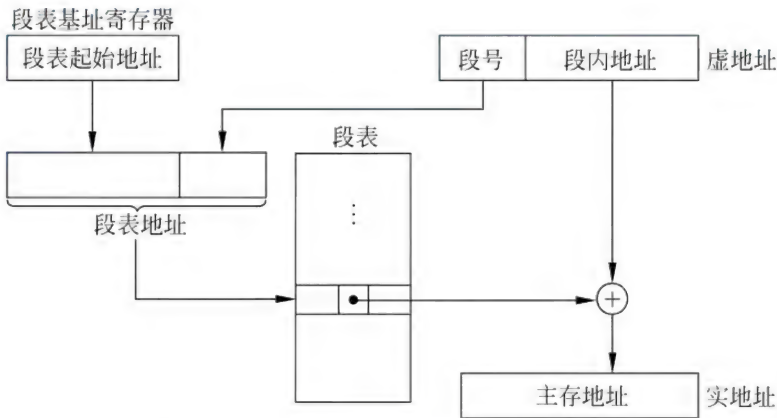 段表基址寄存器
段表起始地址
段号
段内地址
虚地址
段表
⋮
段表地址
+
主存地址
实地址